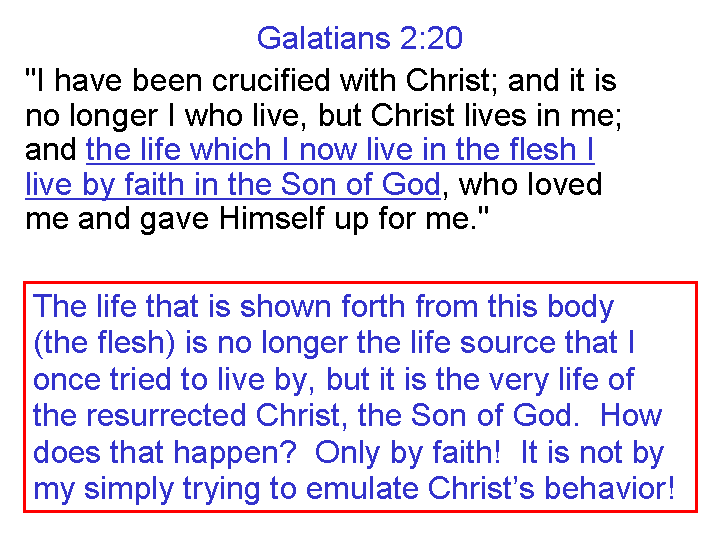 Galatians 2:20
"I have been crucified with Christ; and it is
no longer I who live, but Christ lives in me;
and the life which I now live in the flesh I
live by faith in the Son of God, who loved
me and gave Himself up for me."
The life that is shown forth from this body
(the flesh) is no longer the life source that I
once tried to live by, but it is the very life of
the resurrected Christ, the Son of God.  How
does that happen?  Only by faith!  It is not by
my simply trying to emulate Christ’s behavior!